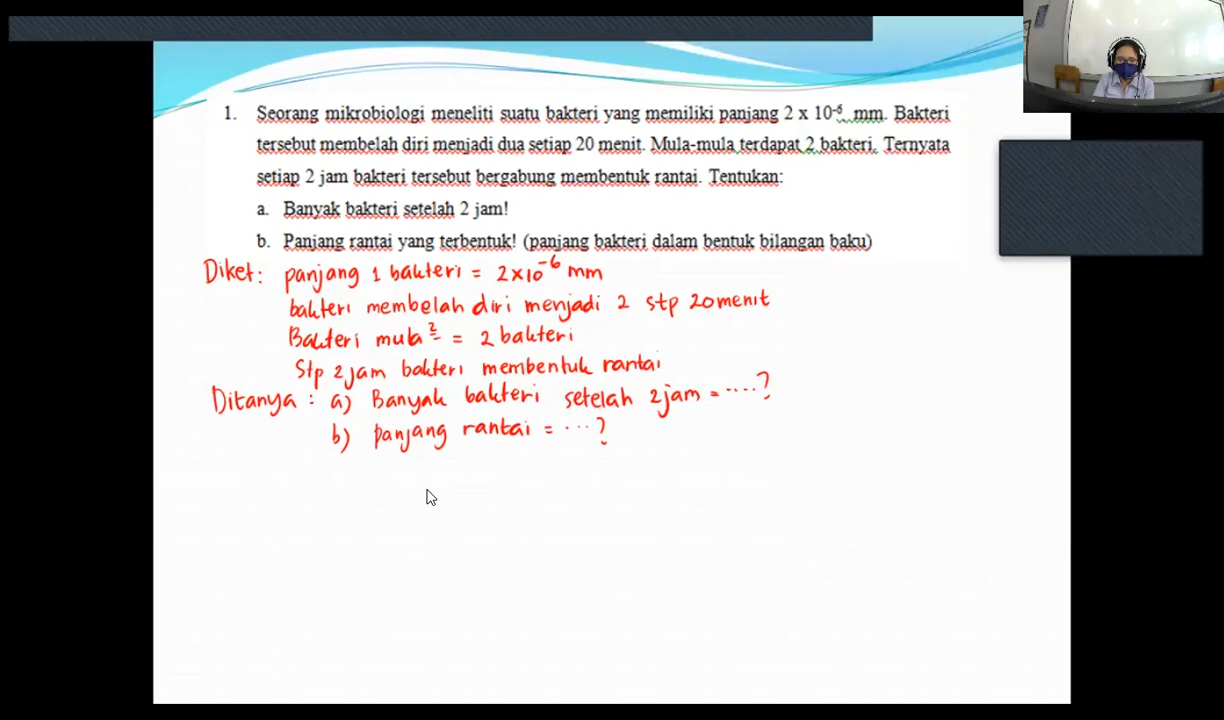 1. Seorang mikrobiologi meneliti suatu bakteri yang memiliki panjang 2 x 10⁻⁶ mm. Bakteri
tersebut membelah diri menjadi dua setiap 20 menit. Mula-mula terdapat 2 bakteri. Ternyata
setiap 2 jam bakteri tersebut bergabung membentuk rantai. Tentukan:
a. Banyak bakteri setelah 2 jam!
b. Panjang rantai yang terbentuk! (panjang bakteri dalam bentuk bilangan baku)
Diket: panjang 1 bakteri = 2x10⁻⁶ mm
bakteri membelah diri menjadi 2 stp 20menit
Bakteri mula² = 2 bakteri
Stp 2jam bakteri membentuk rantai
Ditanya : a) Banyak bakteri setelah 2jam = ....?
b) panjang rantai = ...?